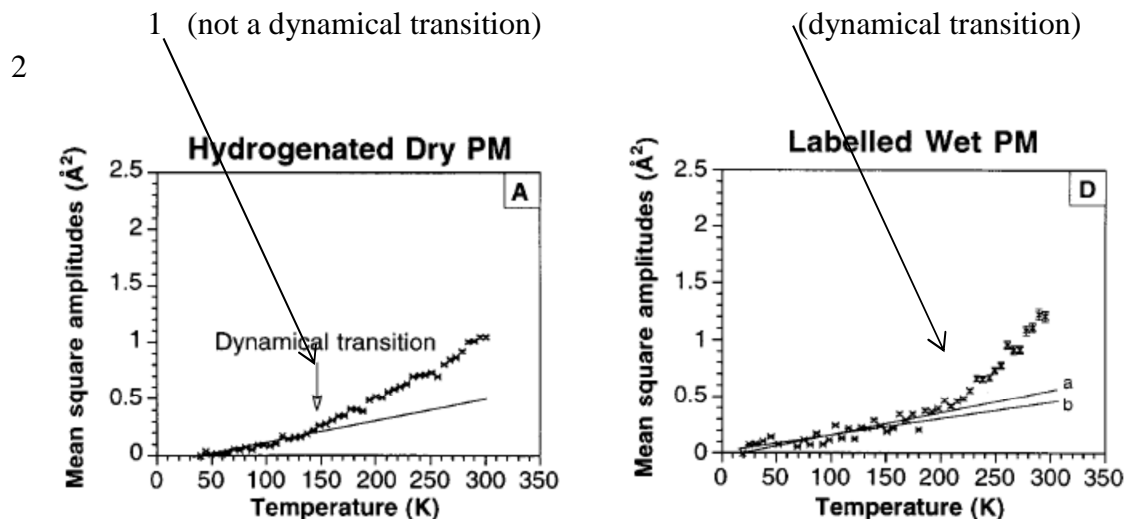 1 (not a dynamical transition)
(dynamical transition)
2
Hydrogenated Dry PM
Mean square amplitudes (Å²)
2.5
2
1.5
1
0.5
0
A
Dynamical transition
0 50 100 150 200 250 300 350
Temperature (K)
Labelled Wet PM
Mean square amplitudes (Å²)
2.5
2
1.5
1
0.5
0
D
a
b
0 50 100 150 200 250 300 350
Temperature (K)